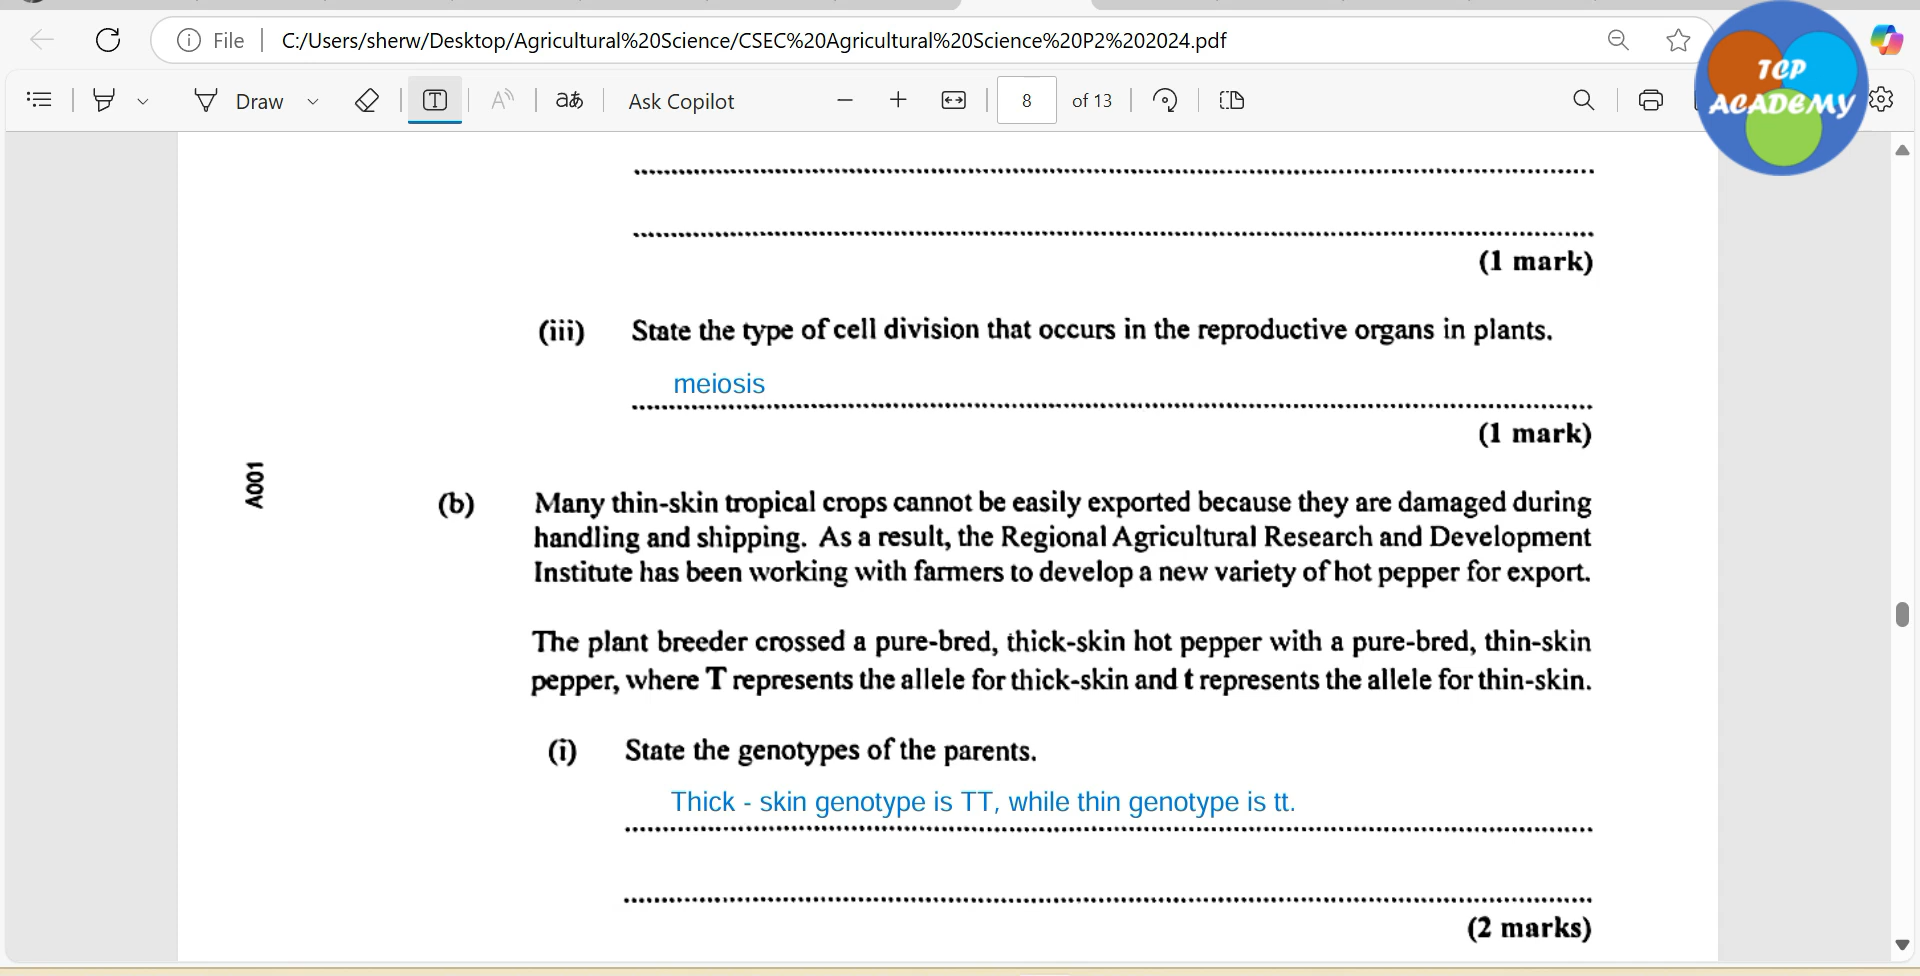 File
C:/Users/sherw/Desktop/Agricultural%20Science/CSEC%20Agricultural%20Science%20P2%202024.pdf
Draw
T
aあ
Ask Copilot
8
of 13
TCP
ACADEMY
(1 mark)
(iii) State the type of cell division that occurs in the reproductive organs in plants.
meiosis
(1 mark)
A001
(b) Many thin-skin tropical crops cannot be easily exported because they are damaged during
handling and shipping. As a result, the Regional Agricultural Research and Development
Institute has been working with farmers to develop a new variety of hot pepper for export.
The plant breeder crossed a pure-bred, thick-skin hot pepper with a pure-bred, thin-skin
pepper, where T represents the allele for thick-skin and t represents the allele for thin-skin.
(i) State the genotypes of the parents.
Thick - skin genotype is TT, while thin genotype is tt.
(2 marks)